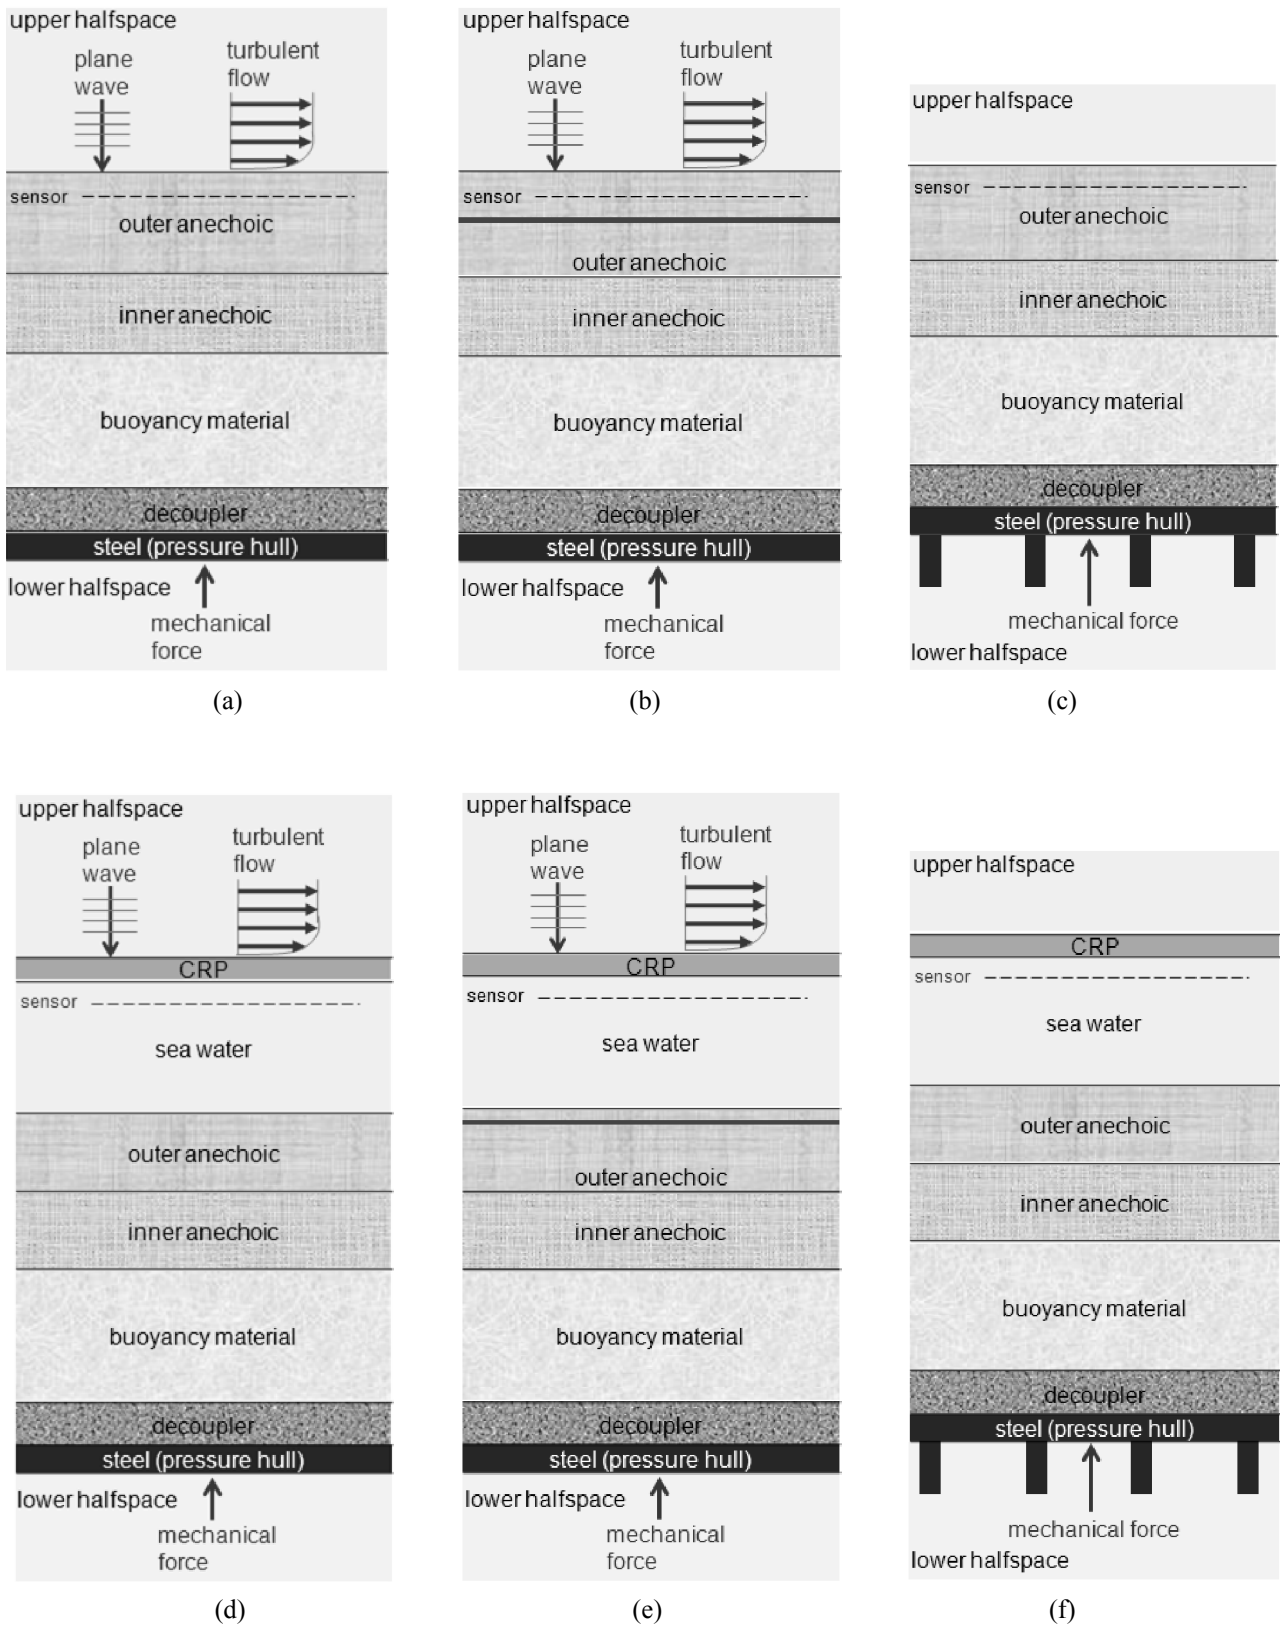 upper halfspace
plane
wave
turbulent
flow
sensor
outer anechoic
inner anechoic
buoyancy material
decoupler
steel (pressure hull)
lower halfspace
mechanical
force
(a)
upper halfspace
plane
wave
turbulent
flow
sensor
outer anechoic
inner anechoic
buoyancy material
decoupler
steel (pressure hull)
lower halfspace
mechanical
force
(b)
upper halfspace
sensor
outer anechoic
inner anechoic
buoyancy material
decoupler
steel (pressure hull)
mechanical force
lower halfspace
(c)
upper halfspace
plane
wave
turbulent
flow
CRP
sensor
sea water
outer anechoic
inner anechoic
buoyancy material
decoupler
steel (pressure hull)
lower halfspace
mechanical
force
(d)
upper halfspace
plane
wave
turbulent
flow
CRP
sensor
sea water
outer anechoic
inner anechoic
buoyancy material
decoupler
steel (pressure hull)
lower halfspace
mechanical
force
(e)
upper halfspace
CRP
sensor
sea water
outer anechoic
inner anechoic
buoyancy material
decoupler
steel (pressure hull)
mechanical force
lower halfspace
(f)